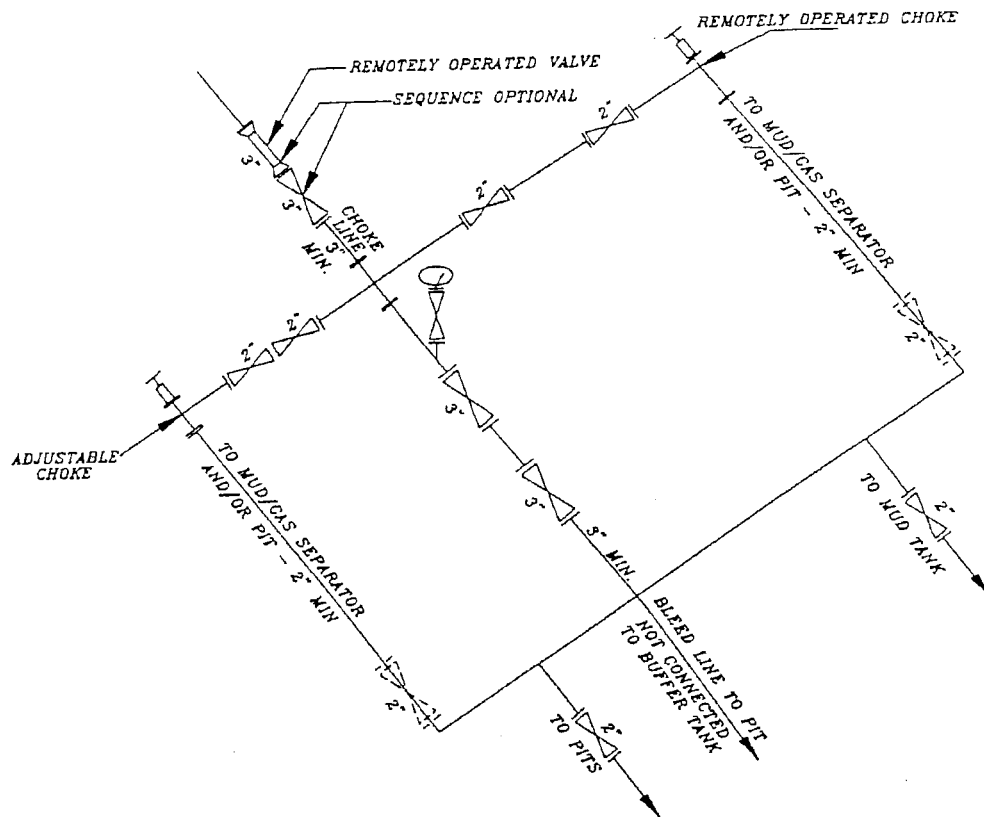 REMOTELY OPERATED CHOKE
REMOTELY OPERATED VALVE
SEQUENCE OPTIONAL
3"
3"
CHOKE
LINE
3"
MIN.
2"
2"
TO MUD/GAS SEPARATOR
AND/OR PIT - 2" MIN
2"
2"
2"
3"
3"
3" MIN.
ADJUSTABLE
CHOKE
TO MUD/GAS SEPARATOR
AND/OR PIT - 2" MIN
2"
2"
TO MUD TANK
BLEED LINE TO PIT
NOT CONNECTED
TO BUFFER TANK
2"
TO PITS